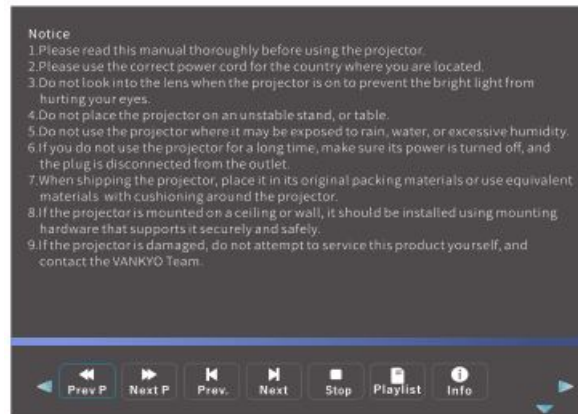 Notice
1.Please read this manual thoroughly before using the projector.
2.Please use the correct power cord for the country where you are located.
3.Do not look into the lens when the projector is on to prevent the bright light from
hurting your eyes.
4.Do not place the projector on an unstable stand, or table.
5.Do not use the projector where it may be exposed to rain, water, or excessive humidity.
6.If you do not use the projector for a long time, make sure its power is turned off, and
the plug is disconnected from the outlet.
7.When shipping the projector, place it in its original packing materials or use equivalent
materials with cushioning around the projector.
8.If the projector is mounted on a ceiling or wall, it should be installed using mounting
hardware that supports it securely and safely.
9.If the projector is damaged, do not attempt to service this product yourself, and
contact the VANKYO Team.
Prev P Next P Prev. Next Stop Playlist Info